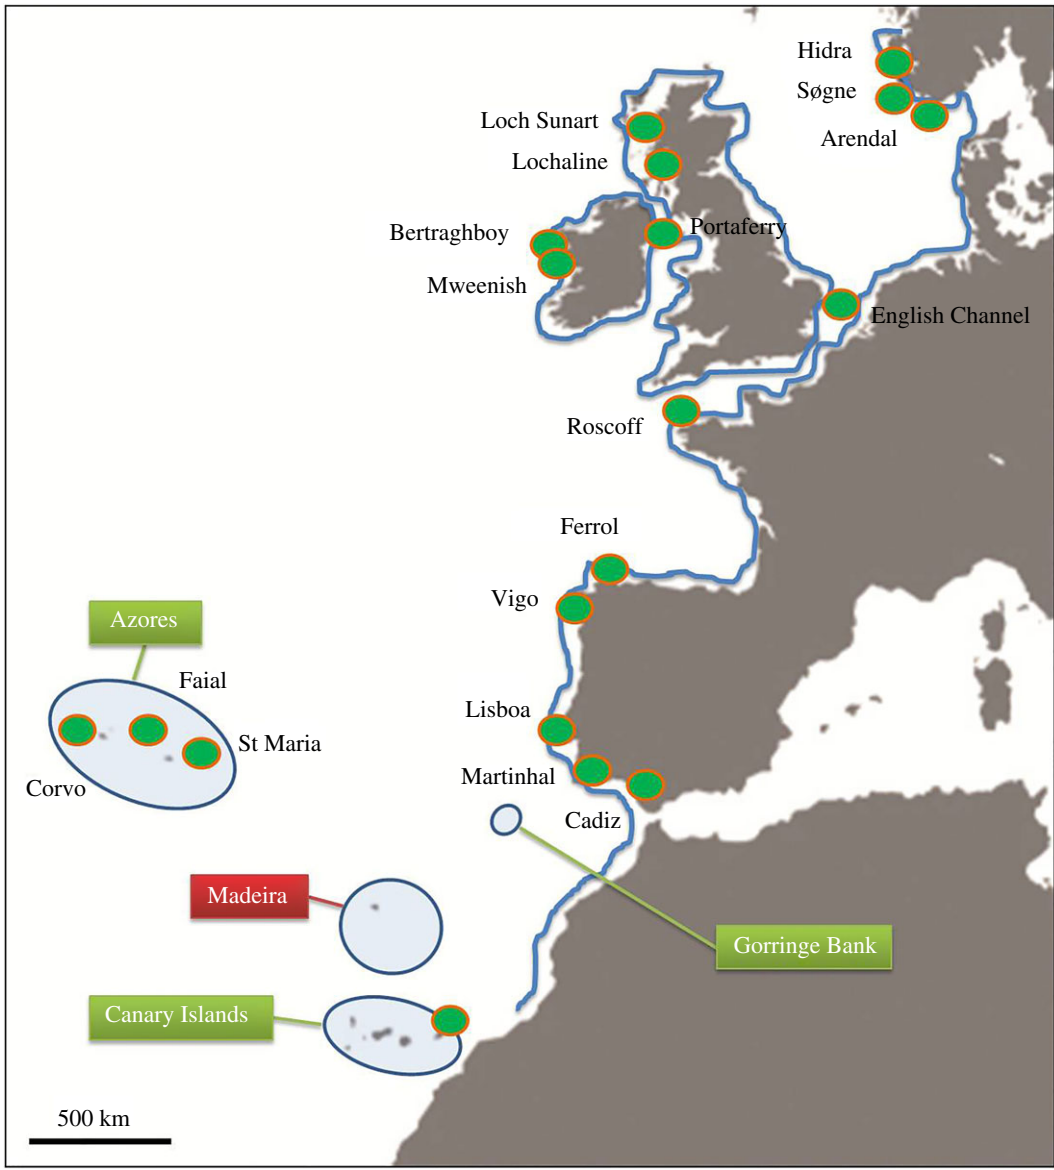 Hidra
Søgne
Arendal
Loch Sunart
Lochaline
Bertraghboy
Portaferry
Mweenish
English Channel
Roscoff
Ferrol
Vigo
Azores
Faial
Lisboa
St Maria
Martinhal
Corvo
Cadiz
Madeira
Gorringe Bank
Canary Islands
500 km